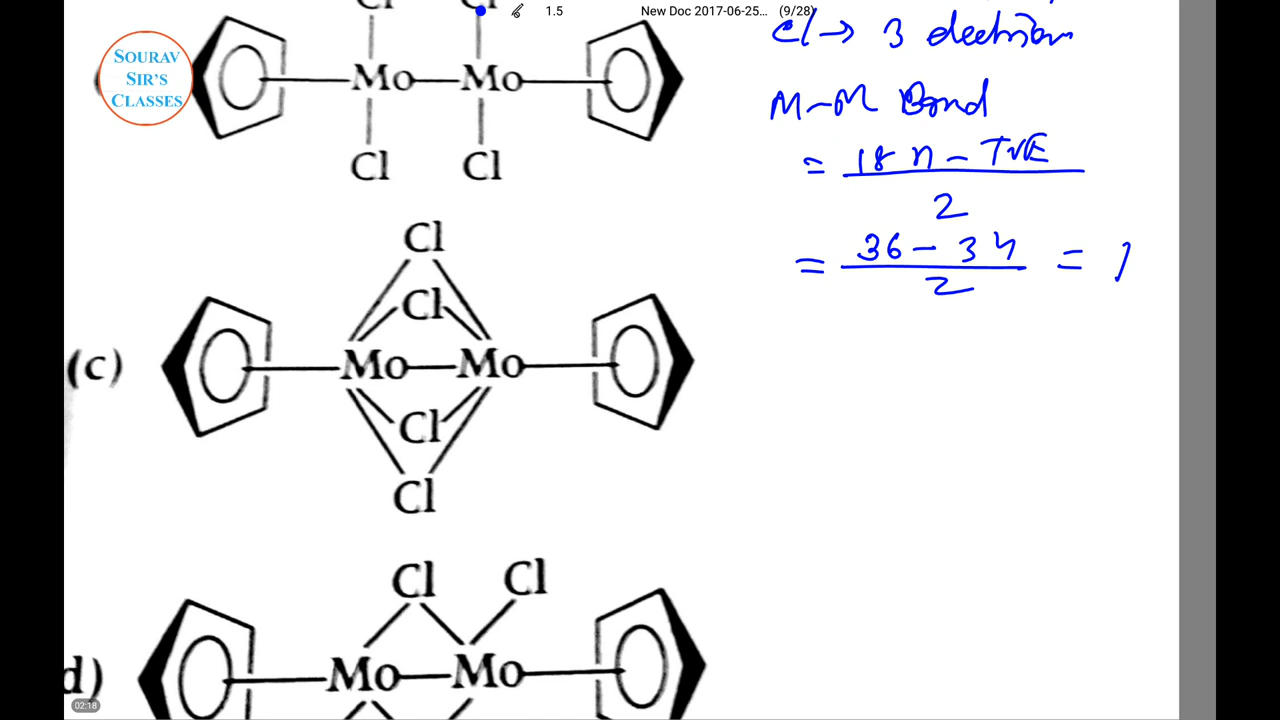 1.5 New Doc 2017-06-25... (9/28)
Cl Cl
SOURAV
SIR'S
CLASSES
Mo Mo
Cl Cl
Cl
Cl
(c) Mo Mo
Cl
Cl
Cl Cl
d) Mo Mo
02:18
Cl → 3 electron
M-M Bond
= 18 n - TVE
2
= 36 - 34 = 1
2